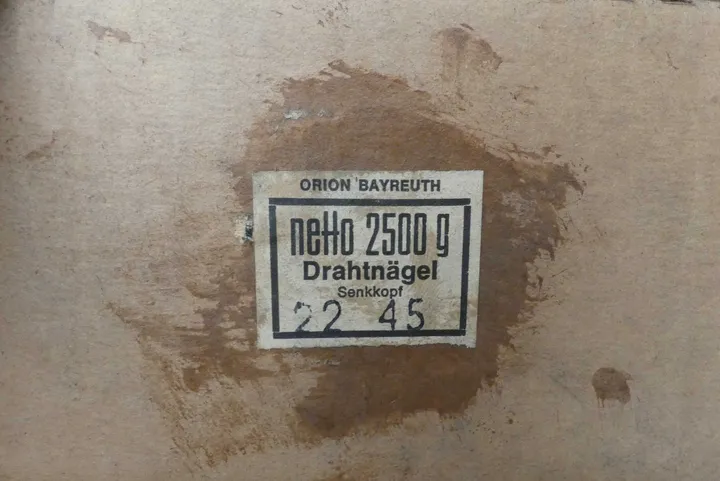 ORION BAYREUTH
netto 2500 g
Drahtnägel
Senkkopf
22 45